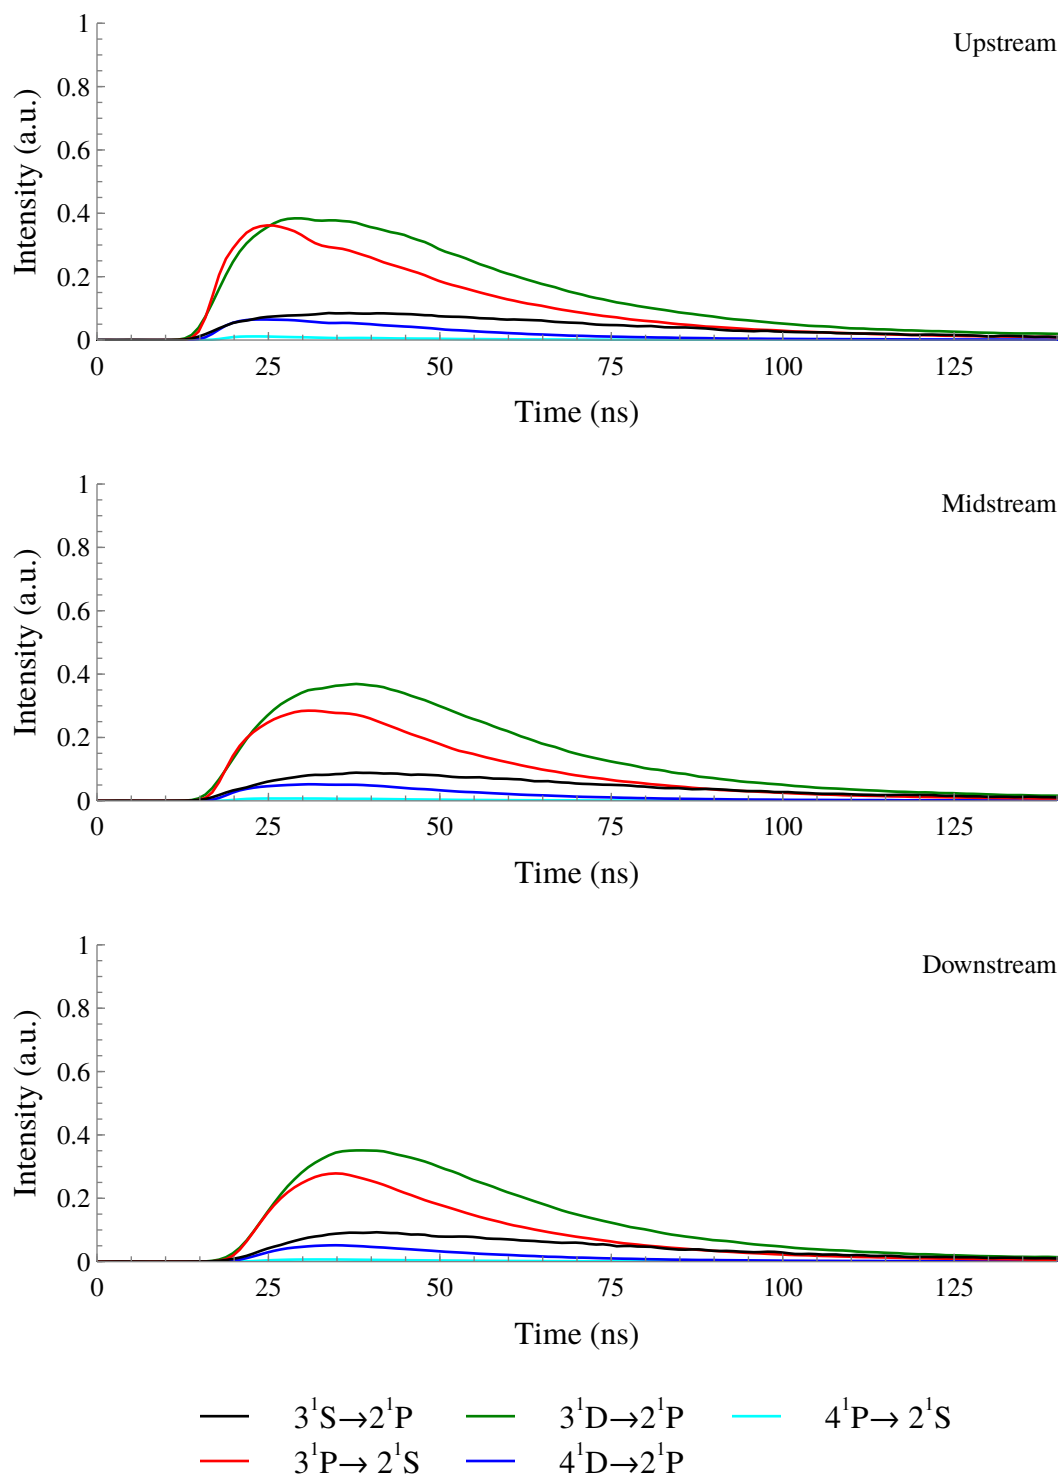 Upstream
Intensity (a.u.)
1
0.8
0.6
0.4
0.2
0
0 25 50 75 100 125
Time (ns)
Midstream
Intensity (a.u.)
1
0.8
0.6
0.4
0.2
0
0 25 50 75 100 125
Time (ns)
Downstream
Intensity (a.u.)
1
0.8
0.6
0.4
0.2
0
0 25 50 75 100 125
Time (ns)
3¹S→2¹P 3¹D→2¹P 4¹P→ 2¹S
3¹P→ 2¹S 4¹D→2¹P